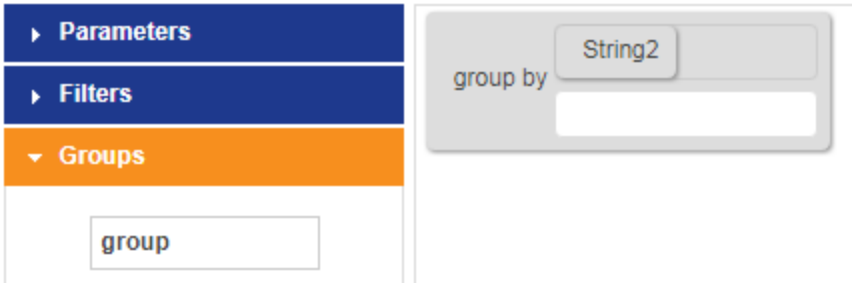 Parameters
Filters
Groups
group
group by
String2